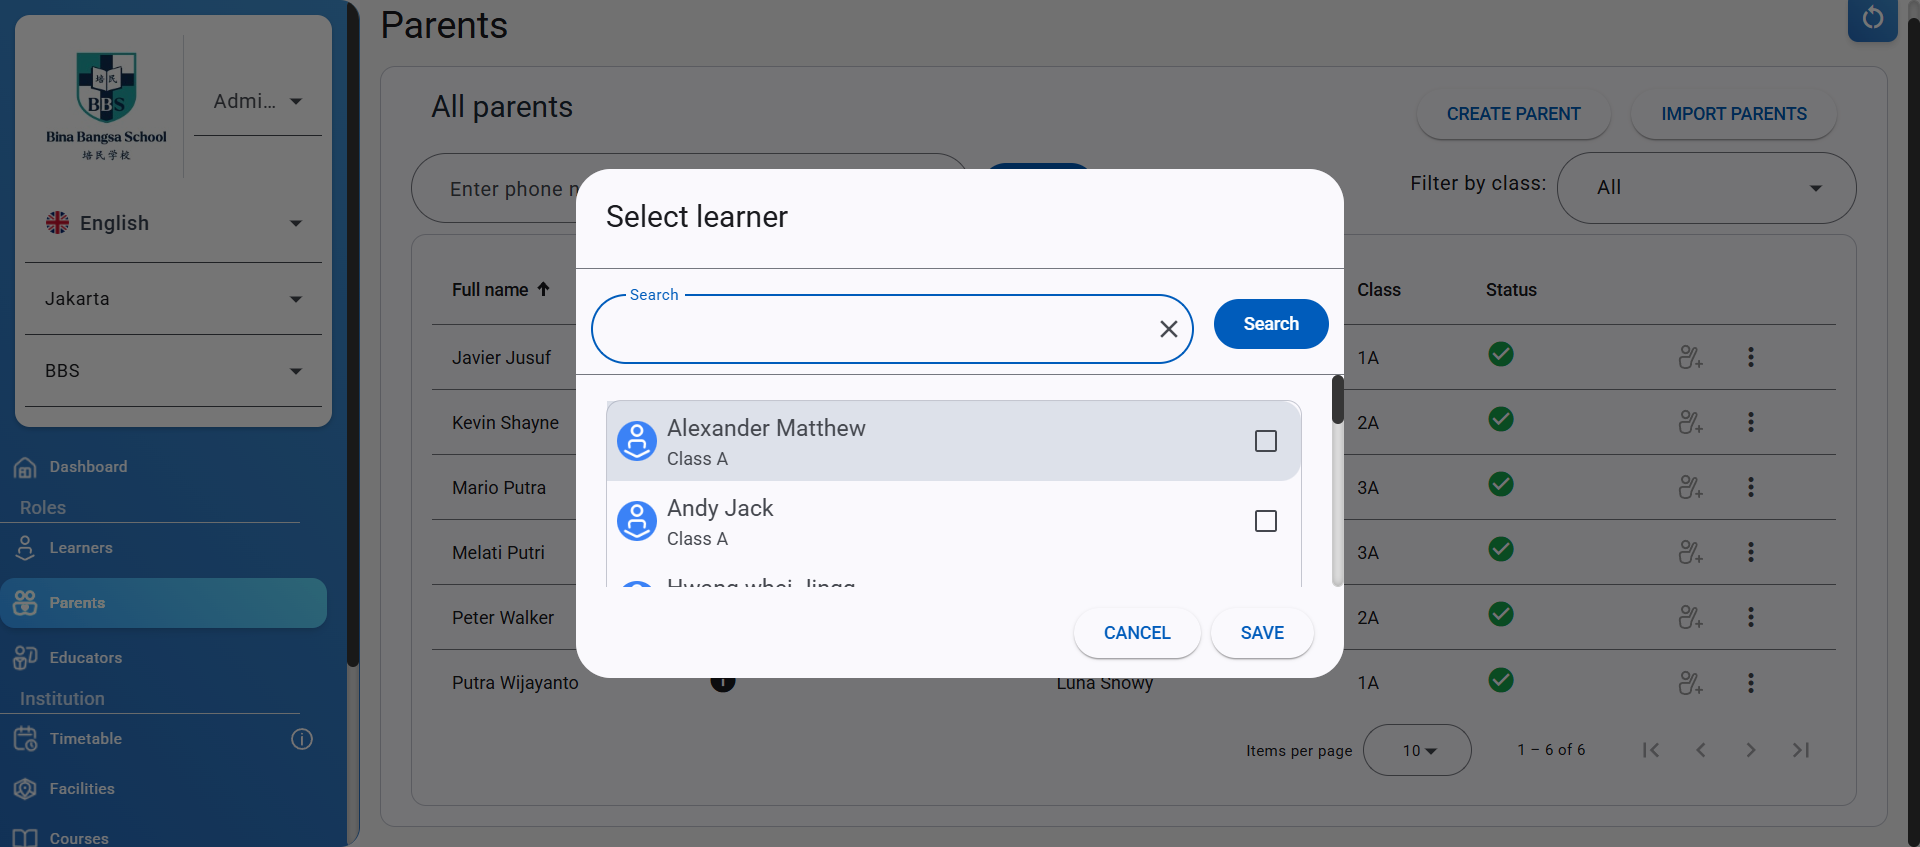 培 民
BBS
Bina Bangsa School
培民学校
Admi...
English
Jakarta
BBS
Dashboard
Roles
Learners
Parents
Educators
Institution
Timetable
Facilities
Courses
Parents
All parents
CREATE PARENT
IMPORT PARENTS
Enter phone
Filter by class:
All
Full name
Class
Status
Javier Jusuf
1A
Kevin Shayne
2A
Mario Putra
3A
Melati Putri
3A
Peter Walker
2A
Putra Wijayanto
Luna Snowy
1A
Items per page
10
1 – 6 of 6
Select learner
Search
Search
Alexander Matthew
Class A
Andy Jack
Class A
CANCEL
SAVE